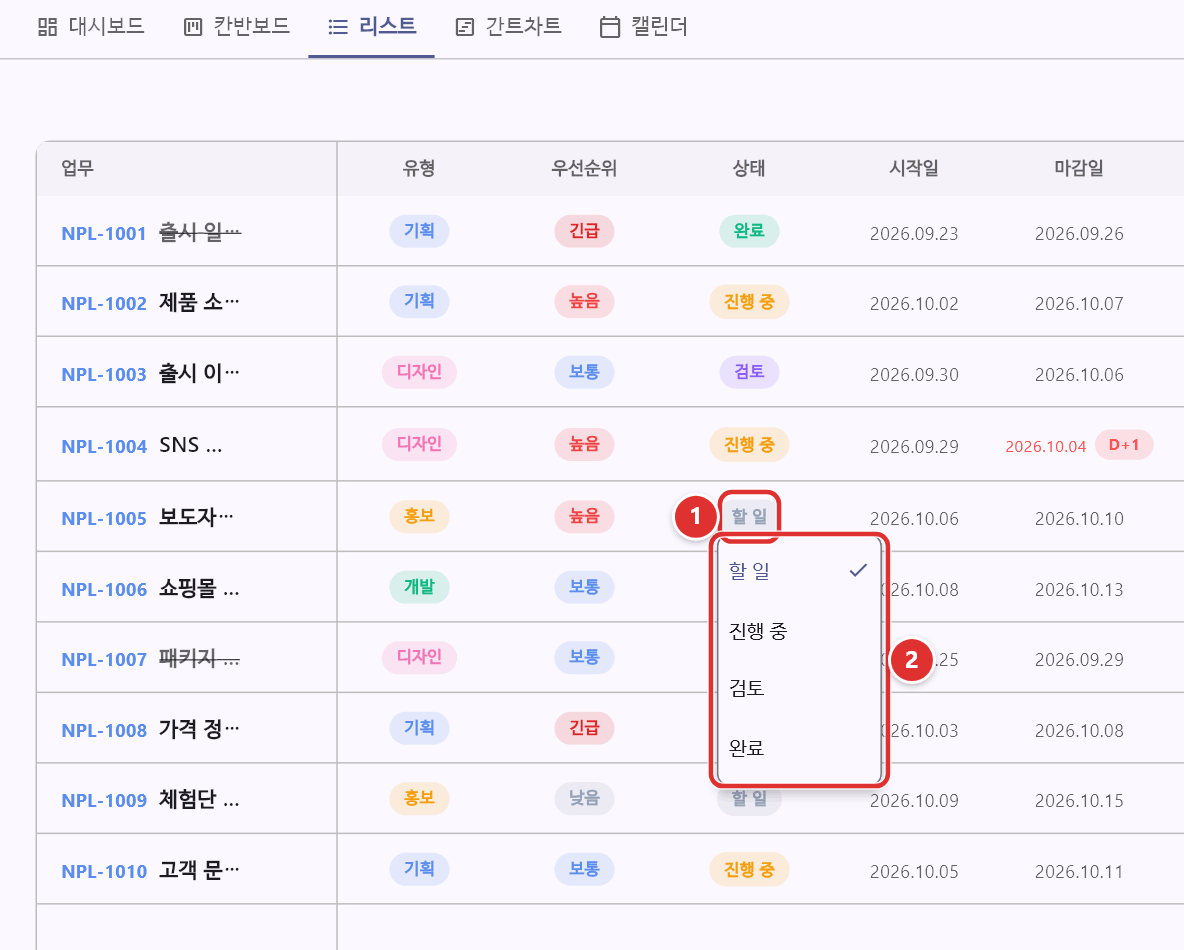 대시보드 칸반보드 리스트 간트차트 캘린더
업무 유형 우선순위 상태 시작일 마감일
NPL-1001 출시 일… 기획 긴급 완료 2026.09.23 2026.09.26
NPL-1002 제품 소… 기획 높음 진행 중 2026.10.02 2026.10.07
NPL-1003 출시 이… 디자인 보통 검토 2026.09.30 2026.10.06
NPL-1004 SNS ... 디자인 높음 진행 중 2026.09.29 2026.10.04 D+1
NPL-1005 보도자… 홍보 높음 1 할 일 2026.10.06 2026.10.10
할 일
NPL-1006 쇼핑몰 ... 개발 보통 26.10.08 2026.10.13
진행 중
NPL-1007 패키지 ... 디자인 보통 2 .25 2026.09.29
검토
NPL-1008 가격 정… 기획 긴급 26.10.03 2026.10.08
완료
NPL-1009 체험단 ... 홍보 낮음 할 일 2026.10.09 2026.10.15
NPL-1010 고객 문… 기획 보통 진행 중 2026.10.05 2026.10.11